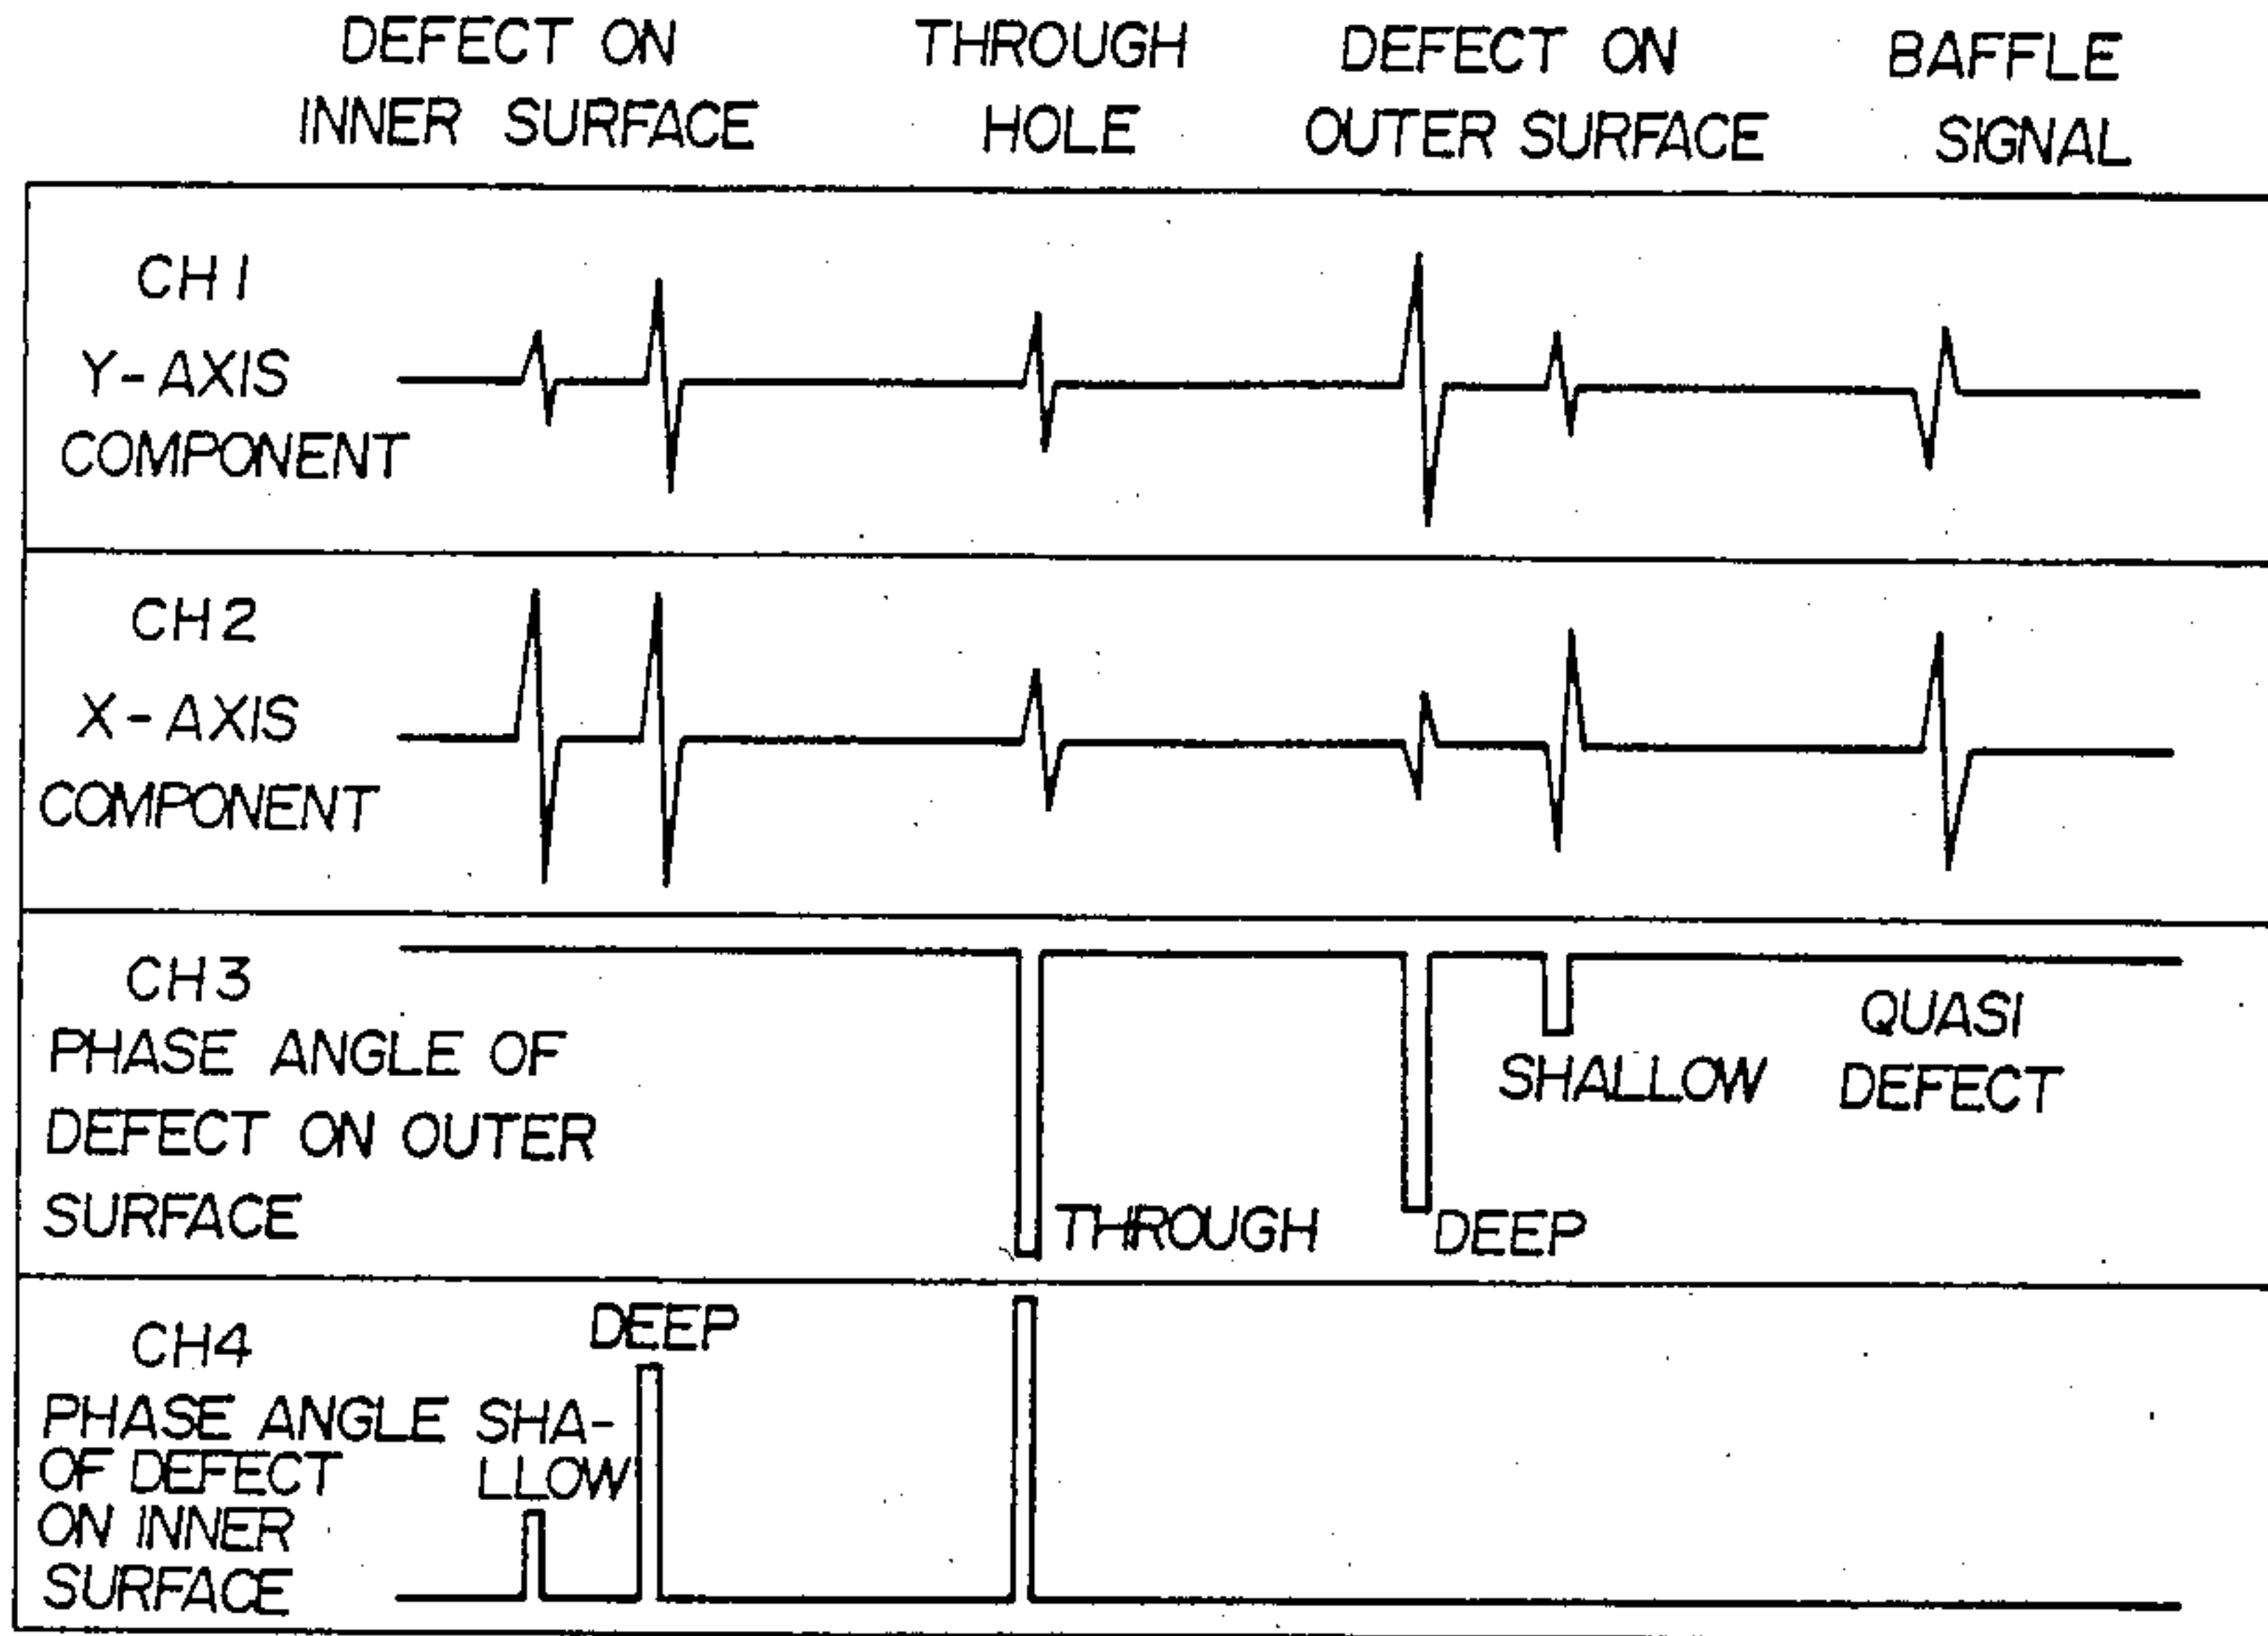 DEFECT ON
INNER SURFACE
THROUGH
HOLE
DEFECT ON
OUTER SURFACE
BAFFLE
SIGNAL
CH1
Y-AXIS
COMPONENT
CH2
X-AXIS
COMPONENT
CH3
PHASE ANGLE OF
DEFECT ON OUTER
SURFACE
THROUGH
DEEP
SHALLOW
QUASI
DEFECT
CH4
PHASE ANGLE
OF DEFECT
ON INNER
SURFACE
SHA-
LLOW
DEEP